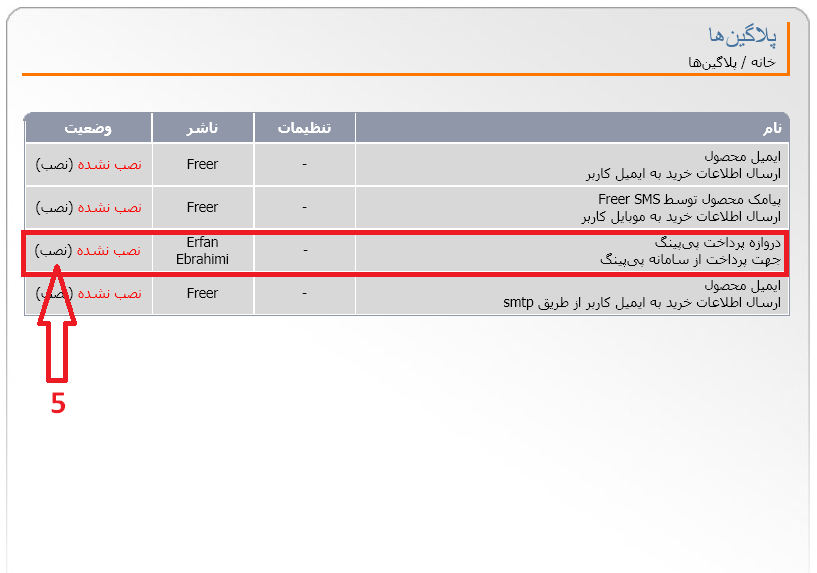 پلاگین‌ها
خانه / پلاگین‌ها
نام تنظیمات ناشر وضعیت
ایمیل محصول
ارسال اطلاعات خرید به ایمیل کاربر
- Freer نصب نشده (نصب)
پیامک محصول توسط Freer SMS
ارسال اطلاعات خرید به موبایل کاربر
- Freer نصب نشده (نصب)
دروازه پرداخت پی‌پینگ
جهت پرداخت از سامانه پی‌پینگ
-
Erfan
Ebrahimi
نصب نشده (نصب)
ایمیل محصول
ارسال اطلاعات خرید به ایمیل کاربر از طریق smtp
- Freer نصب نشده (نصب)
5